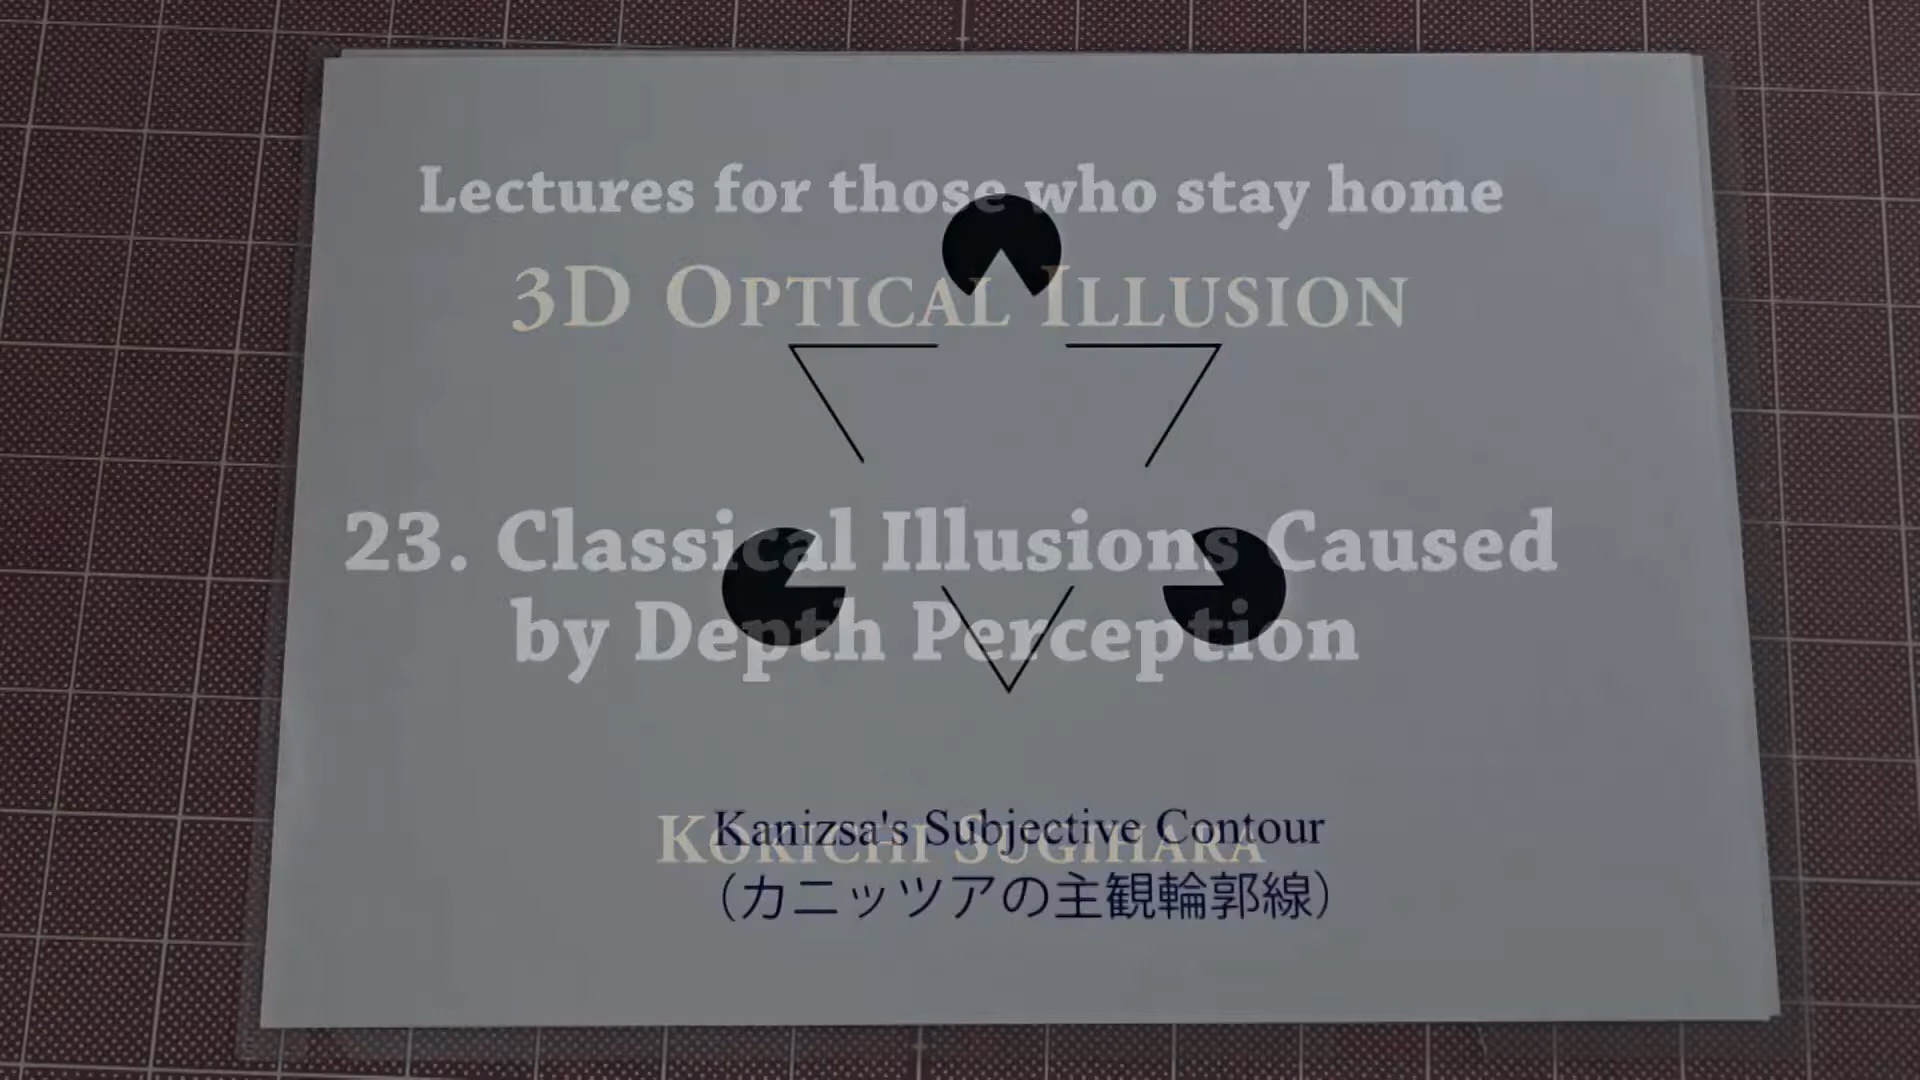 Lectures for those who stay home
3D OPTICAL ILLUSION
23. Classical Illusions Caused
by Depth Perception
KOKICHI SUGIHARA
Kanizsa's Subjective Contour
（カニッツアの主観輪郭線）